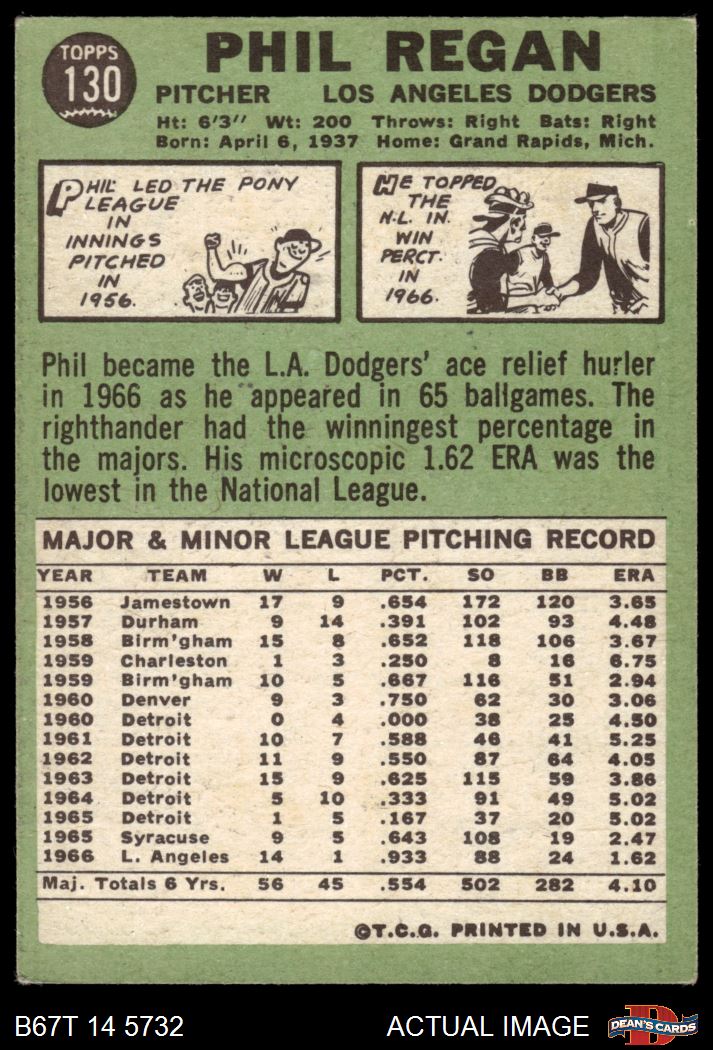 TOPPS
130
PHIL REGAN
PITCHER LOS ANGELES DODGERS
Ht: 6'3" Wt: 200 Throws: Right Bats: Right
Born: April 6, 1937 Home: Grand Rapids, Mich.
PHIL LED THE PONY
LEAGUE
IN
INNINGS
PITCHED
IN
1956.
HE TOPPED
THE
N.L. IN
WIN
PERCT.
IN
1966.
Phil became the L.A. Dodgers' ace relief hurler
in 1966 as he appeared in 65 ballgames. The
righthander had the winningest percentage in
the majors. His microscopic 1.62 ERA was the
lowest in the National League.
MAJOR & MINOR LEAGUE PITCHING RECORD
YEAR TEAM W L PCT. SO BB ERA
1956 Jamestown 17 9 .654 172 120 3.65
1957 Durham 9 14 .391 102 93 4.48
1958 Birm'gham 15 8 .652 118 106 3.67
1959 Charleston 1 3 .250 8 16 6.75
1959 Birm'gham 10 5 .667 116 51 2.94
1960 Denver 9 3 .750 62 30 3.06
1960 Detroit 0 4 .000 38 25 4.50
1961 Detroit 10 7 .588 46 41 5.25
1962 Detroit 11 9 .550 87 64 4.05
1963 Detroit 15 9 .625 115 59 3.86
1964 Detroit 5 10 .333 91 49 5.02
1965 Detroit 1 5 .167 37 20 5.02
1965 Syracuse 9 5 .643 108 19 2.47
1966 L. Angeles 14 1 .933 88 24 1.62
Maj. Totals 6 Yrs. 56 45 .554 502 282 4.10
©T.C.G. PRINTED IN U.S.A.
B67T 14 5732
ACTUAL IMAGE
D
DEAN'S CARDS